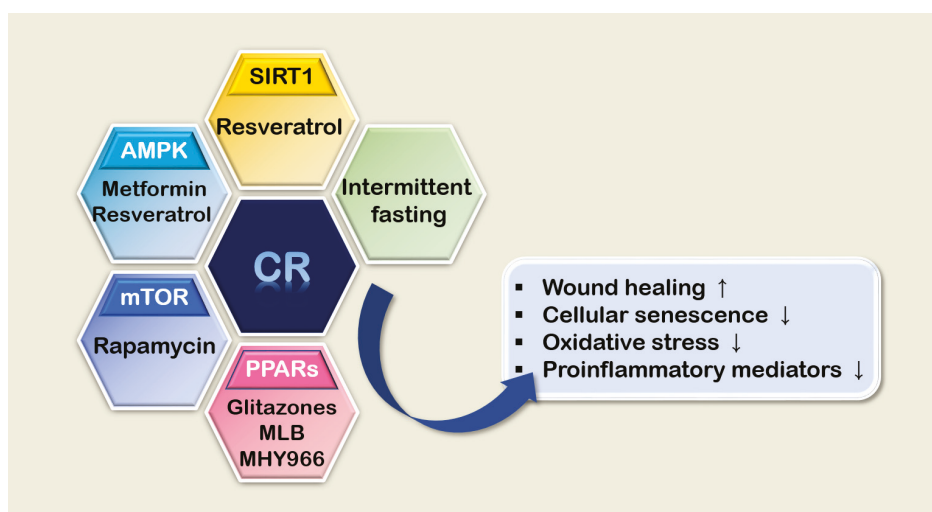 SIRT1
Resveratrol
AMPK
Metformin
Resveratrol
Intermittent
fasting
CR
mTOR
Rapamycin
PPARs
Glitazones
MLB
MHY966
▪ Wound healing ↑
▪ Cellular senescence ↓
▪ Oxidative stress ↓
▪ Proinflammatory mediators ↓